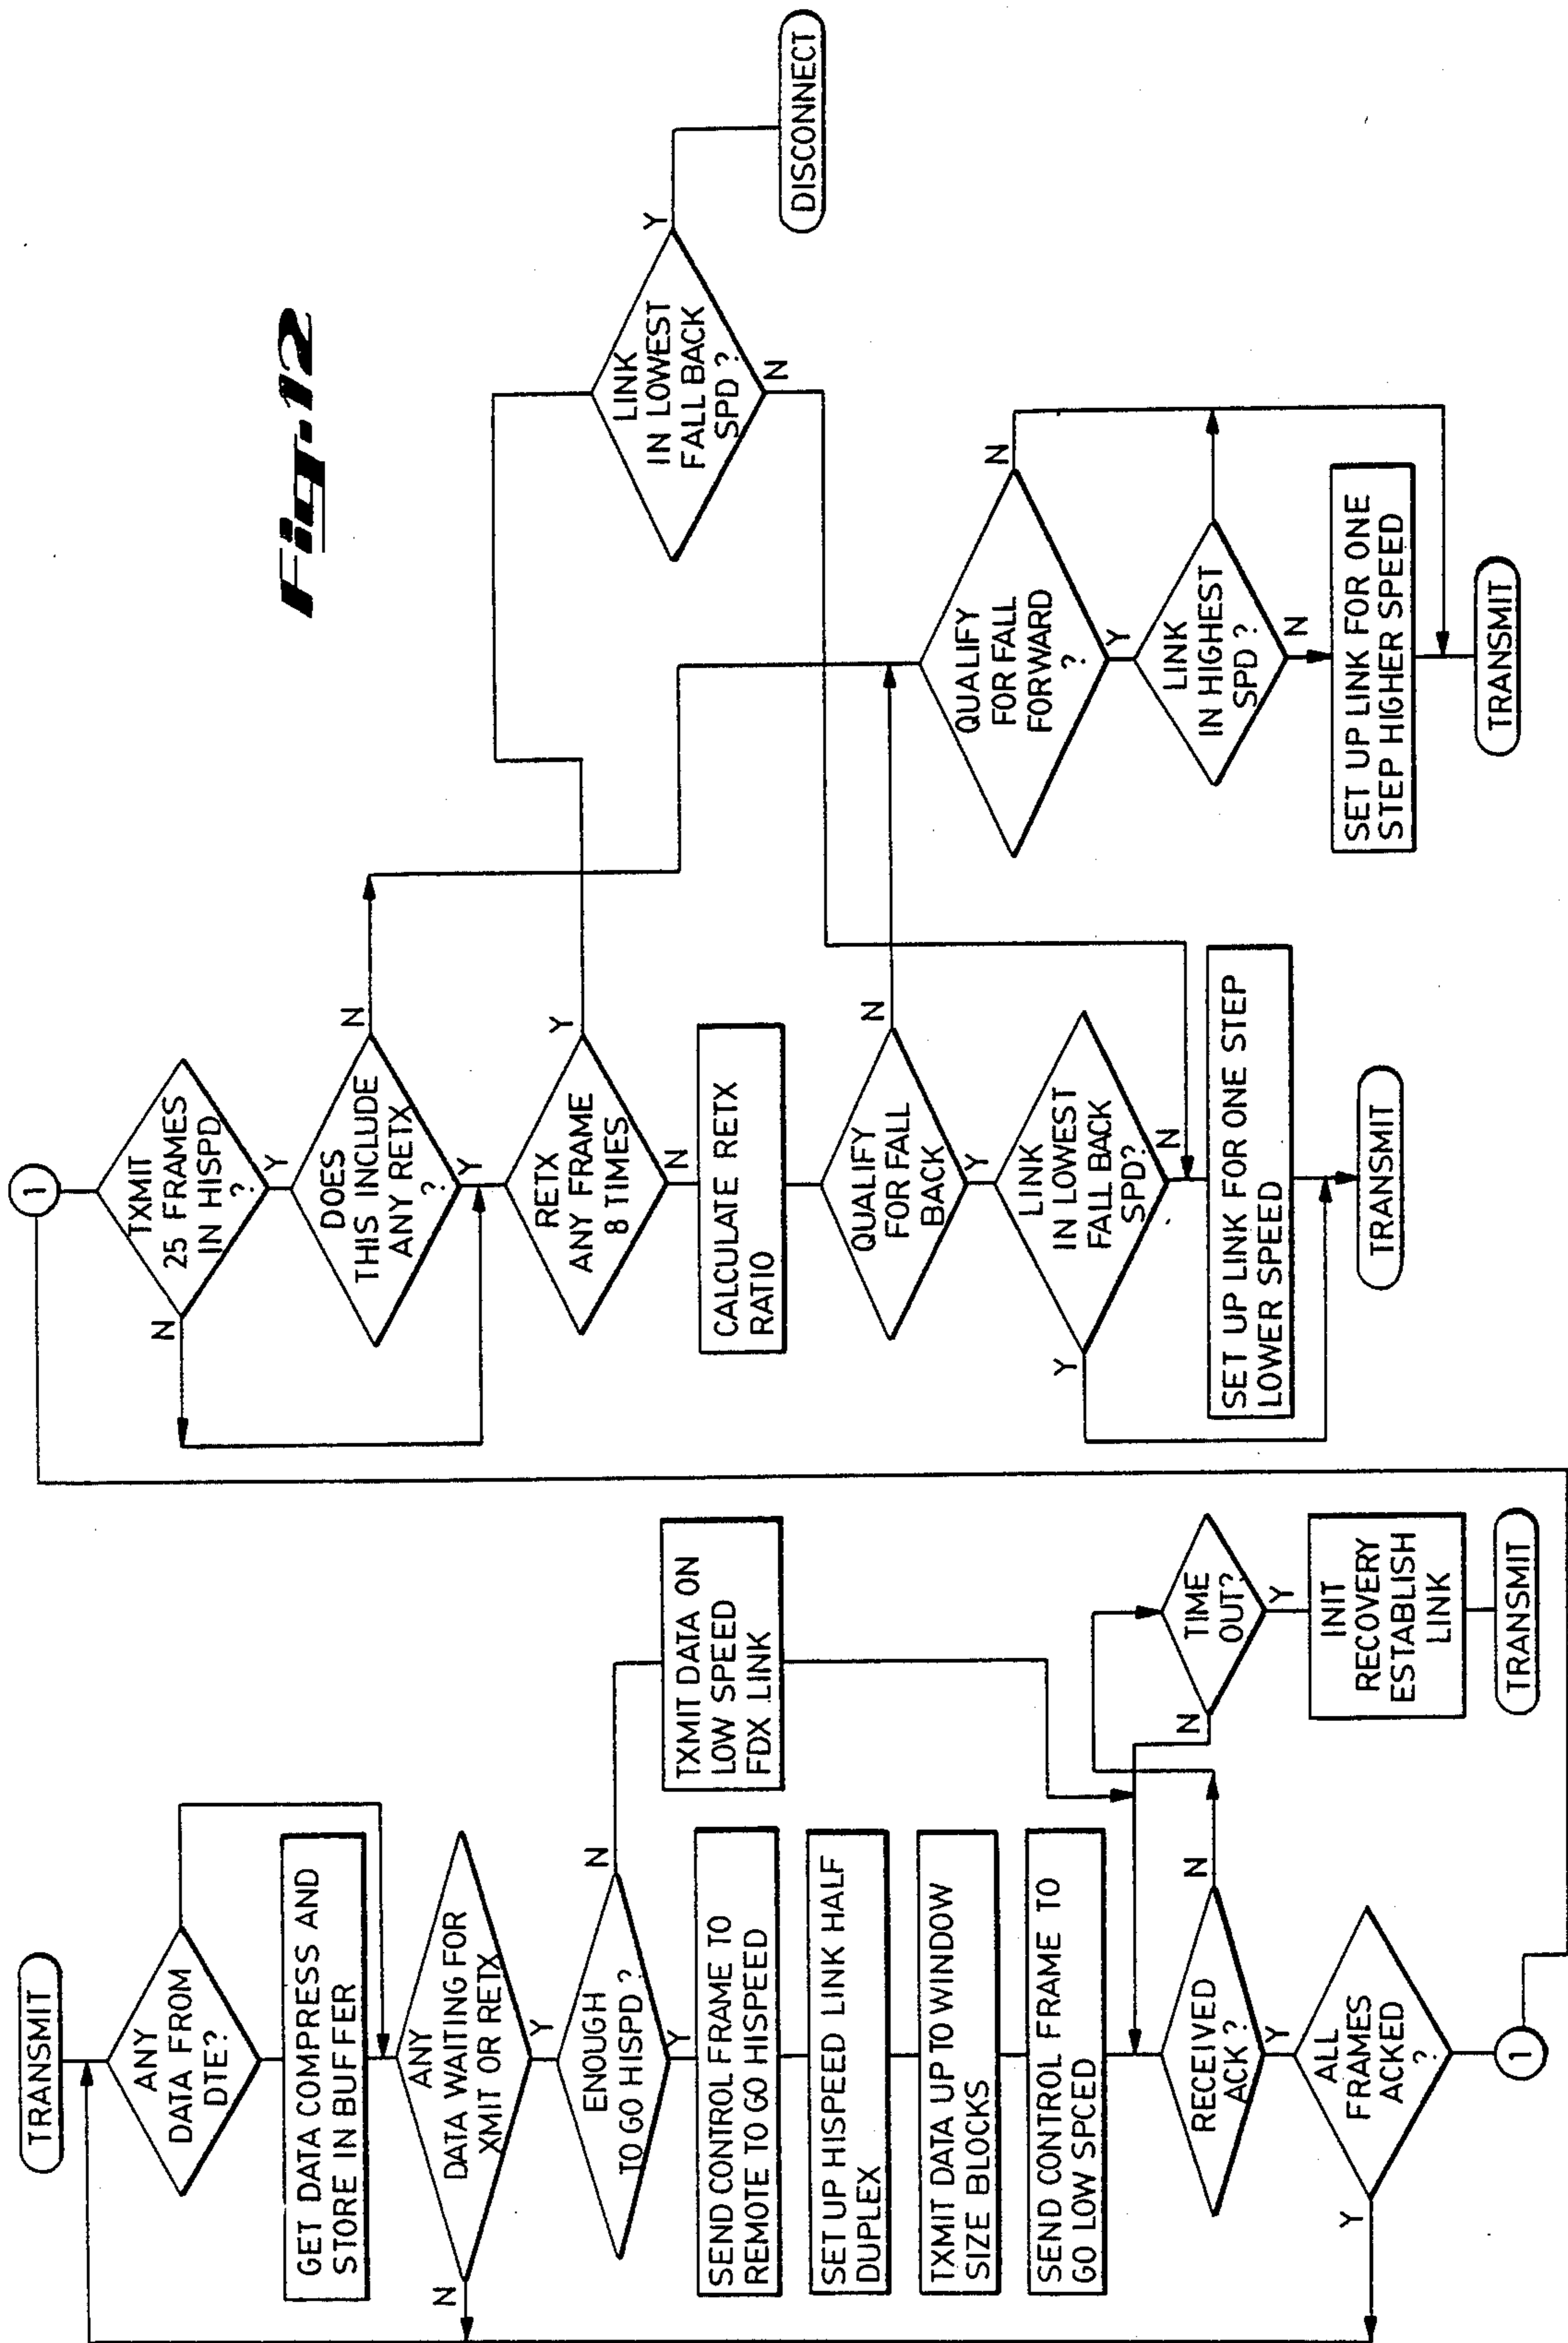 Fig. 12
TRANSMIT
ANY
DATA FROM
DTE?
GET DATA COMPRESS AND
STORE IN BUFFER
ANY
DATA WAITING FOR
XMIT OR RETX
N
Y
ENOUGH
TO GO HISPD ?
N
Y
TXMIT DATA ON
LOW SPEED
FDX LINK
SEND CONTROL FRAME TO
REMOTE TO GO HISPEED
SET UP HISPEED LINK HALF
DUPLEX
TXMIT DATA UP TO WINDOW
SIZE BLOCKS
SEND CONTROL FRAME TO
GO LOW SPCED
RECEIVED
ACK ?
N
Y
TIME
OUT?
N
Y
INIT
RECOVERY
ESTABLISH
LINK
TRANSMIT
ALL
FRAMES
ACKED
?
Y
1
1
TXMIT
25 FRAMES
IN HISPD
?
N
Y
DOES
THIS INCLUDE
ANY RETX
?
N
Y
RETX
ANY FRAME
8 TIMES
Y
N
CALCULATE RETX
RATIO
QUALIFY
FOR FALL
BACK
N
Y
LINK
IN LOWEST
FALL BACK
SPD?
Y
N
SET UP LINK FOR ONE STEP
LOWER SPEED
TRANSMIT
LINK
IN LOWEST
FALL BACK
SPD ?
Y
N
DISCONNECT
QUALIFY
FOR FALL
FORWARD
?
N
Y
LINK
IN HIGHEST
SPD ?
N
SET UP LINK FOR ONE
STEP HIGHER SPEED
TRANSMIT